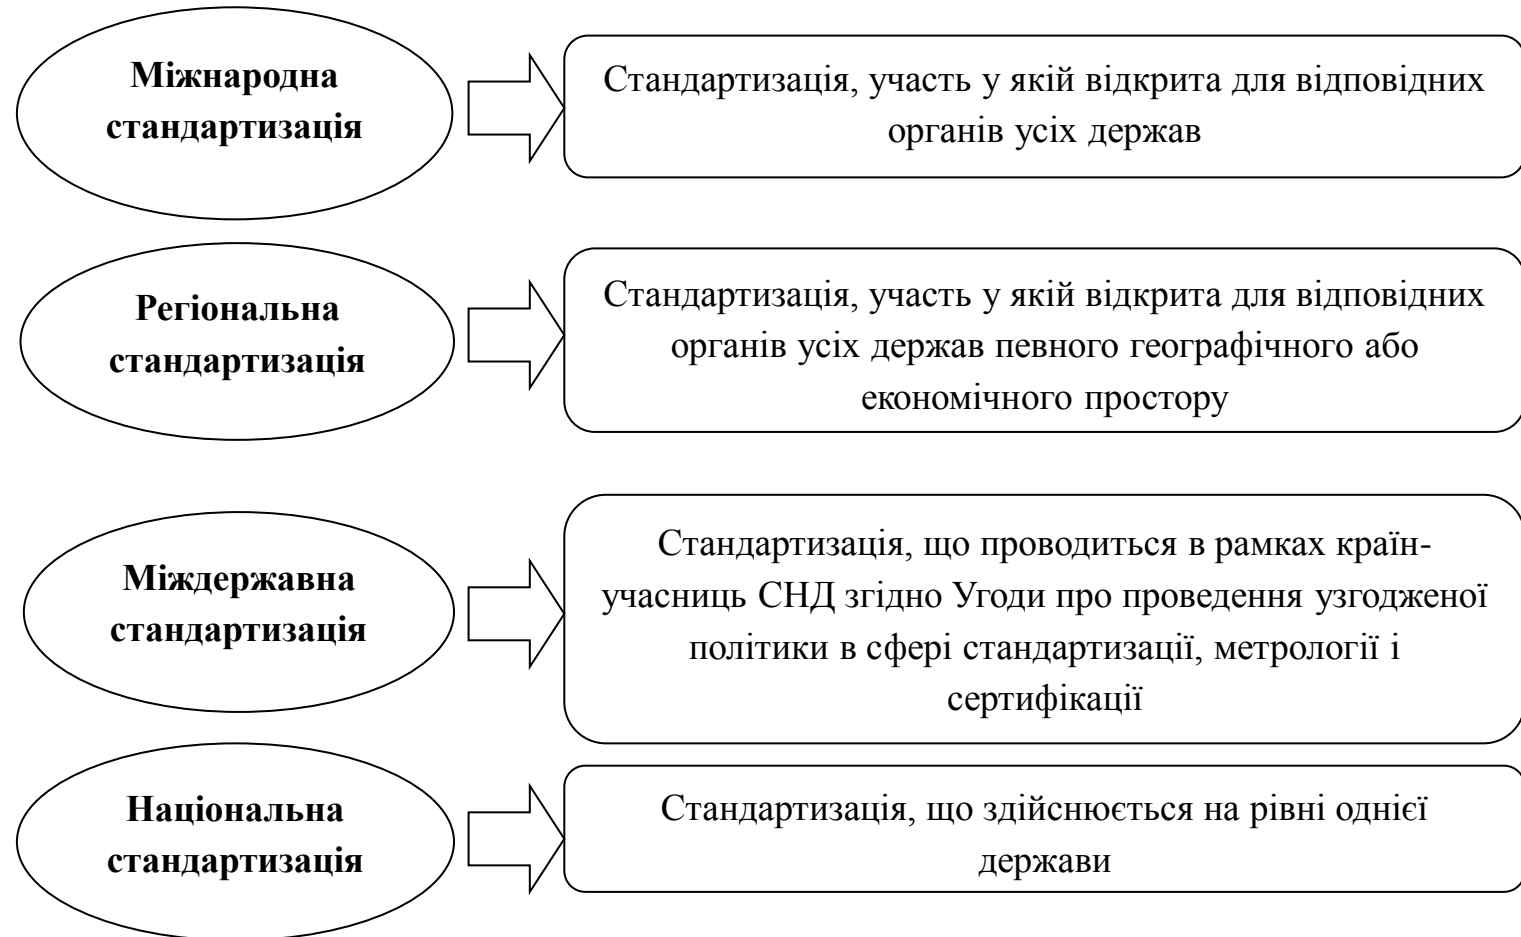 Міжнародна
стандартизація
Стандартизація, участь у якій відкрита для відповідних
органів усіх держав
Регіональна
стандартизація
Стандартизація, участь у якій відкрита для відповідних
органів усіх держав певного географічного або
економічного простору
Міждержавна
стандартизація
Стандартизація, що проводиться в рамках країн-
учасниць СНД згідно Угоди про проведення узгодженої
політики в сфері стандартизації, метрології і
сертифікації
Національна
стандартизація
Стандартизація, що здійснюється на рівні однієї
держави